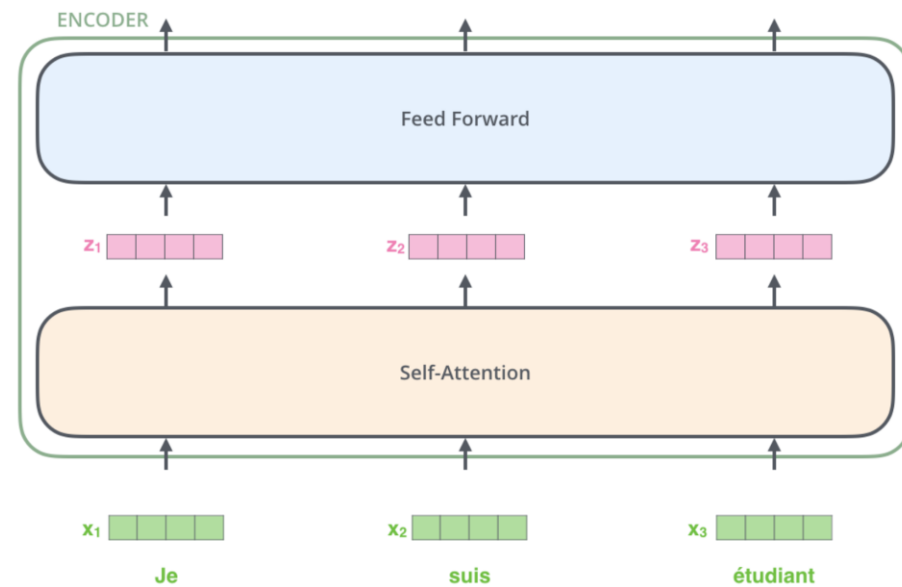 ENCODER
Feed Forward
z₁ z₂ z₃
Self-Attention
x₁ x₂ x₃
Je suis étudiant